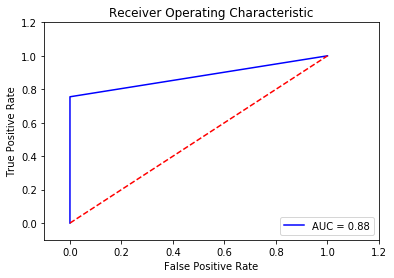 Receiver Operating Characteristic
True Positive Rate
1.2
1.0
0.8
0.6
0.4
0.2
0.0
AUC = 0.88
0.0 0.2 0.4 0.6 0.8 1.0 1.2
False Positive Rate